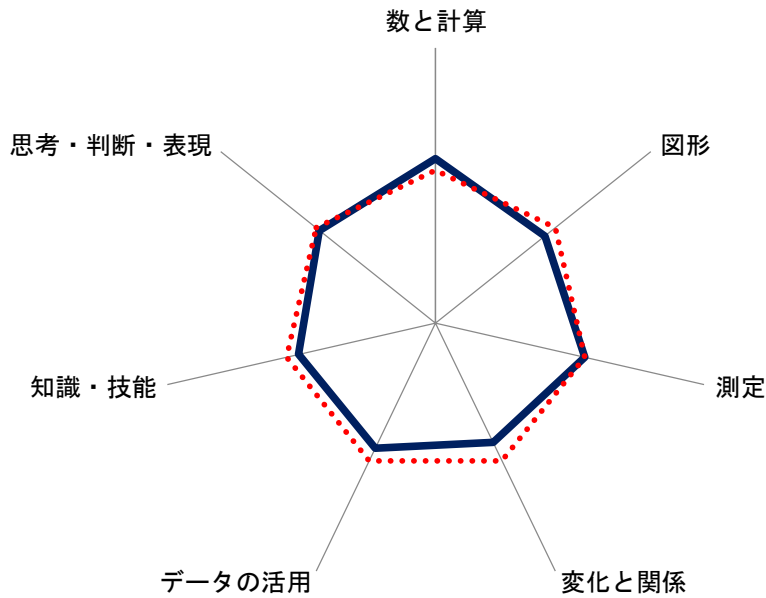 数と計算
図形
測定
変化と関係
データの活用
知識・技能
思考・判断・表現